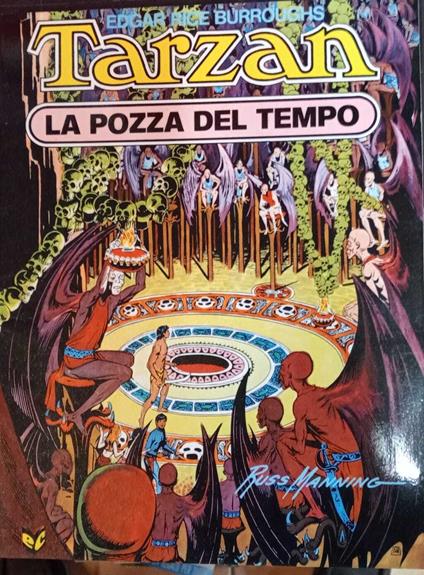 EDGAR RICE BURROUGHS
Tarzan
LA POZZA DEL TEMPO
RUSS MANNING